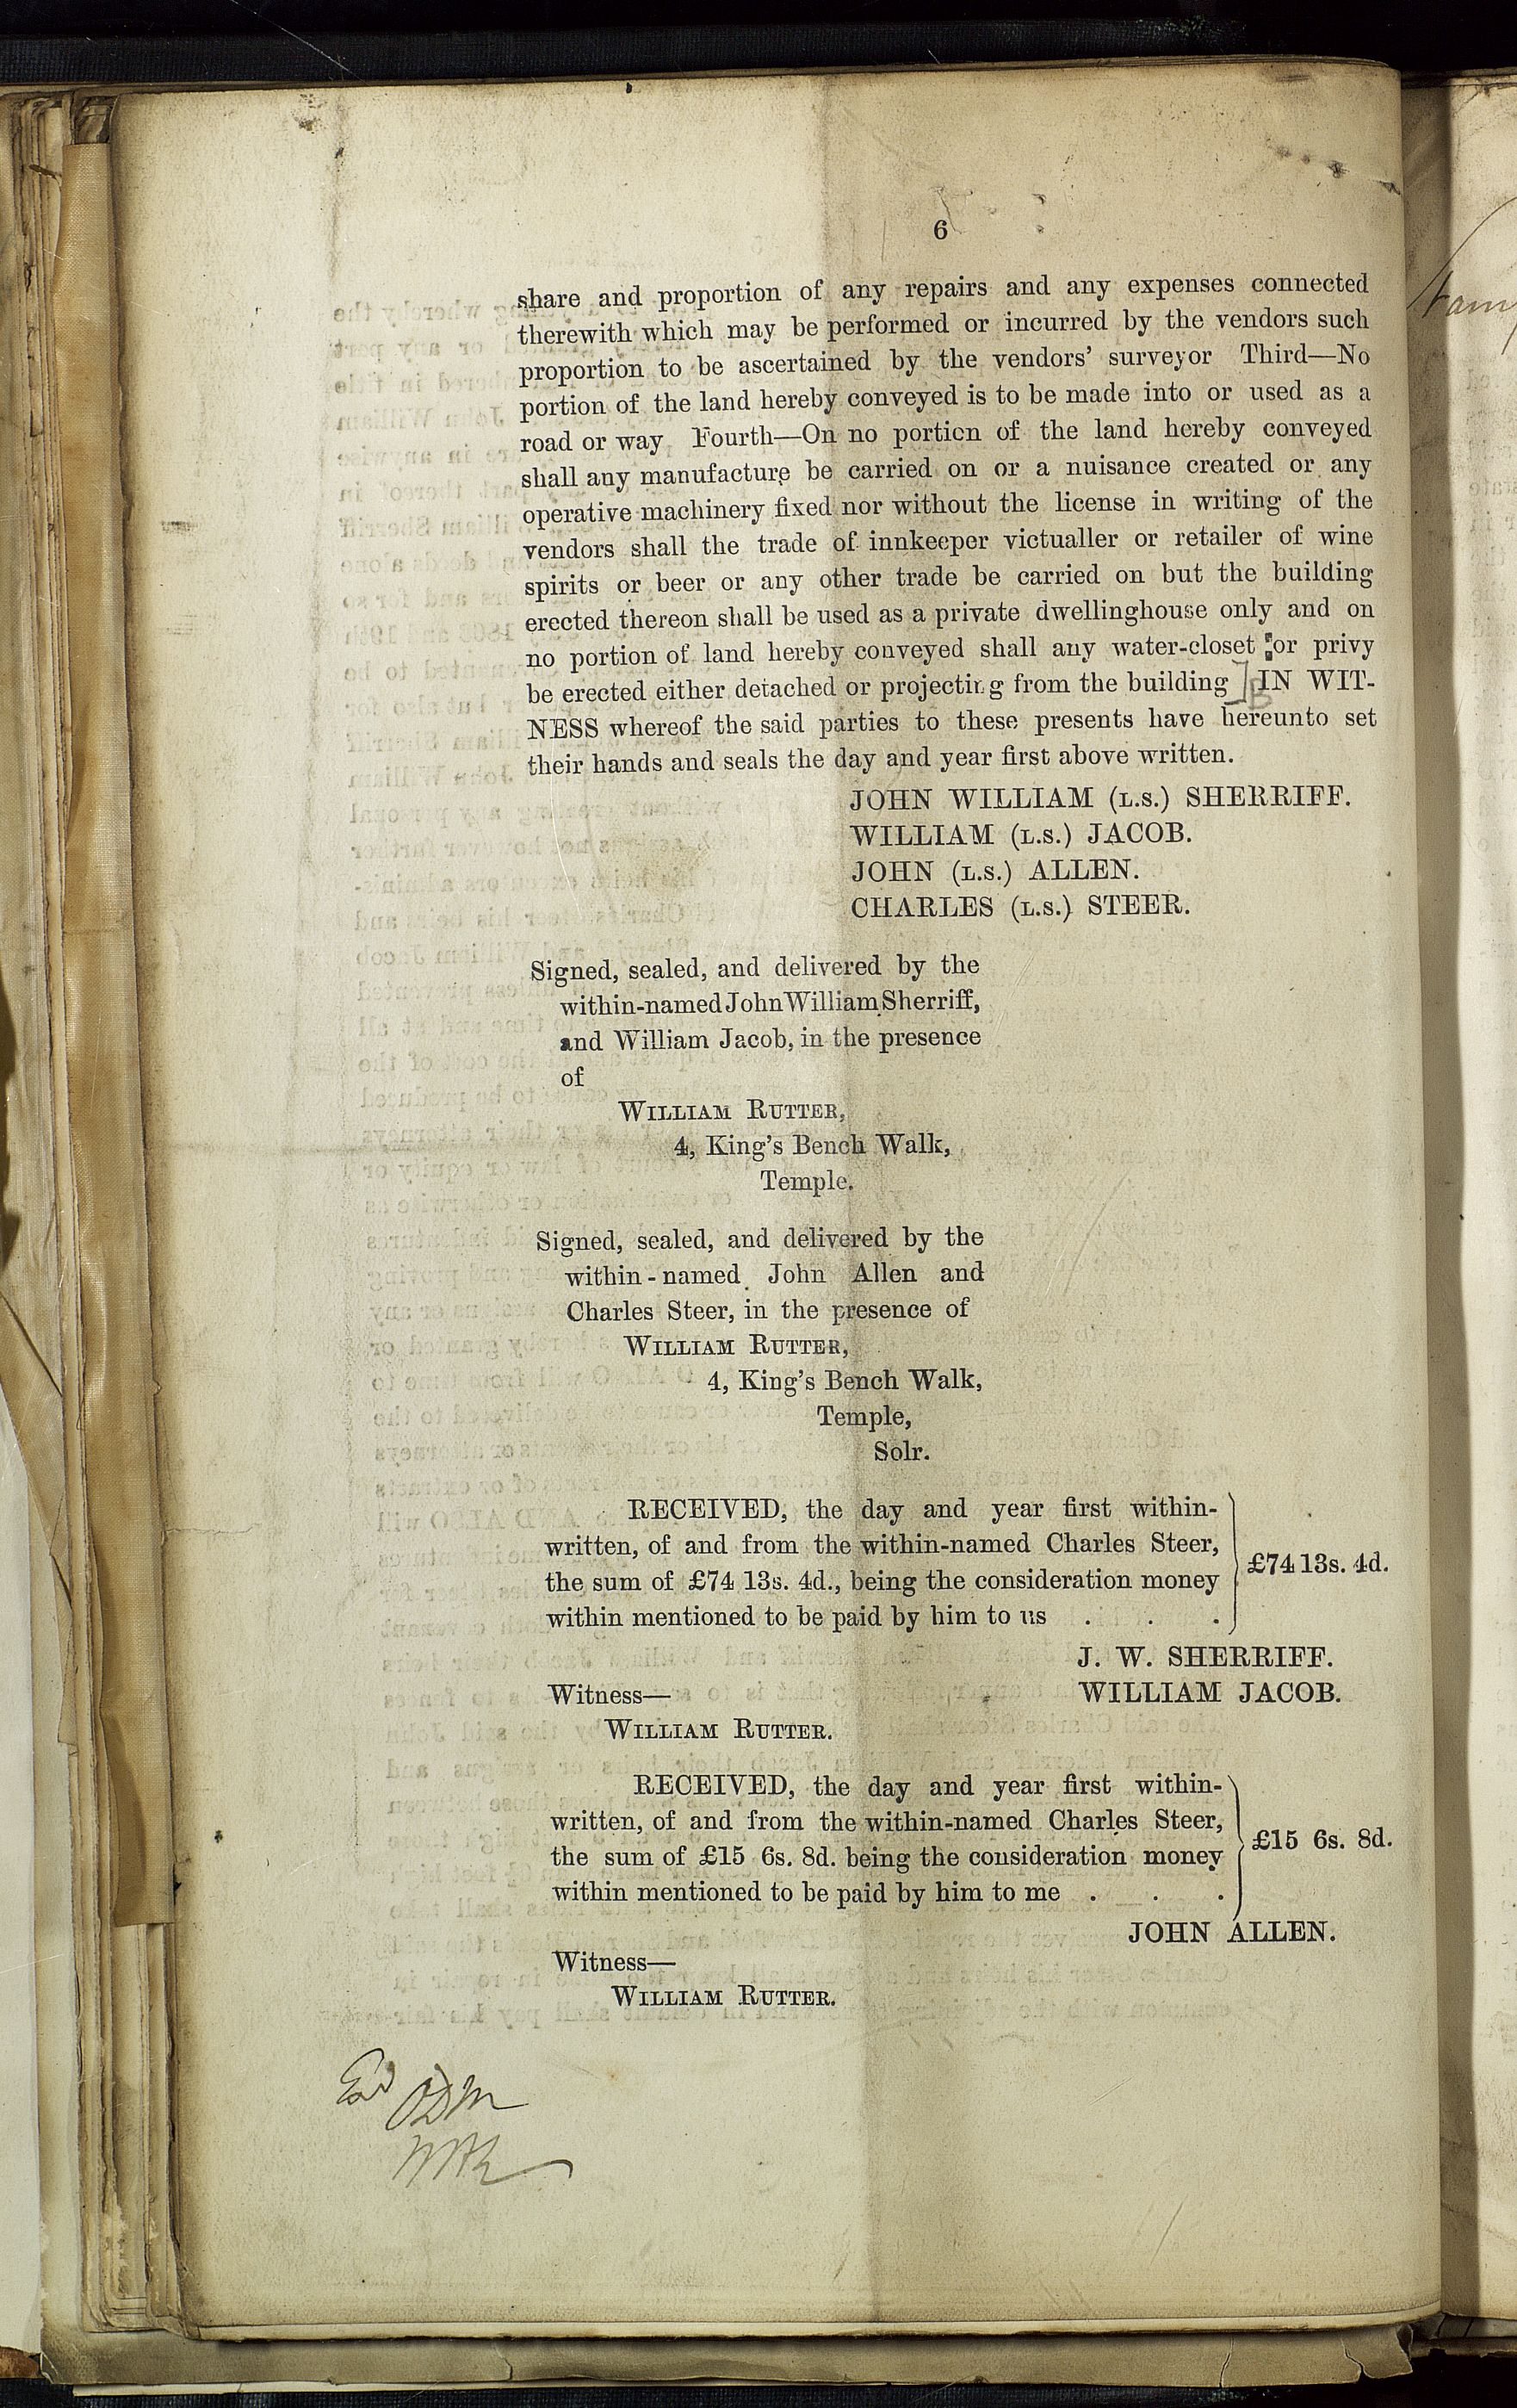 6
share and proportion of any repairs and any expenses connected
therewith which may be performed or incurred by the vendors such
proportion to be ascertained by the vendors' surveyor Third—No
portion of the land hereby conveyed is to be made into or used as a
road or way Fourth—On no portion of the land hereby conveyed
shall any manufacture be carried on or a nuisance created or any
operative machinery fixed nor without the license in writing of the
vendors shall the trade of innkeeper victualler or retailer of wine
spirits or beer or any other trade be carried on but the building
erected thereon shall be used as a private dwellinghouse only and on
no portion of land hereby conveyed shall any water-closet or privy
be erected either detached or projecting from the building ] IN WIT-
NESS whereof the said parties to these presents have hereunto set
their hands and seals the day and year first above written.
JOHN WILLIAM (L.S.) SHERRIFF.
WILLIAM (L.S.) JACOB.
JOHN (L.S.) ALLEN.
CHARLES (L.S.) STEER.
Signed, sealed, and delivered by the
within-named John William Sherriff,
and William Jacob, in the presence
of
WILLIAM RUTTER,
4, King's Bench Walk,
Temple.
Signed, sealed, and delivered by the
within-named John Allen and
Charles Steer, in the presence of
WILLIAM RUTTER,
4, King's Bench Walk,
Temple,
Solr.
RECEIVED, the day and year first within-
written, of and from the within-named Charles Steer,
the sum of £74 13s. 4d., being the consideration money
within mentioned to be paid by him to us . . .
£74 13s. 4d.
J. W. SHERRIFF.
Witness— WILLIAM JACOB.
WILLIAM RUTTER.
RECEIVED, the day and year first within-
written, of and from the within-named Charles Steer,
the sum of £15 6s. 8d. being the consideration money
within mentioned to be paid by him to me . . .
£15 6s. 8d.
JOHN ALLEN.
Witness—
WILLIAM RUTTER.